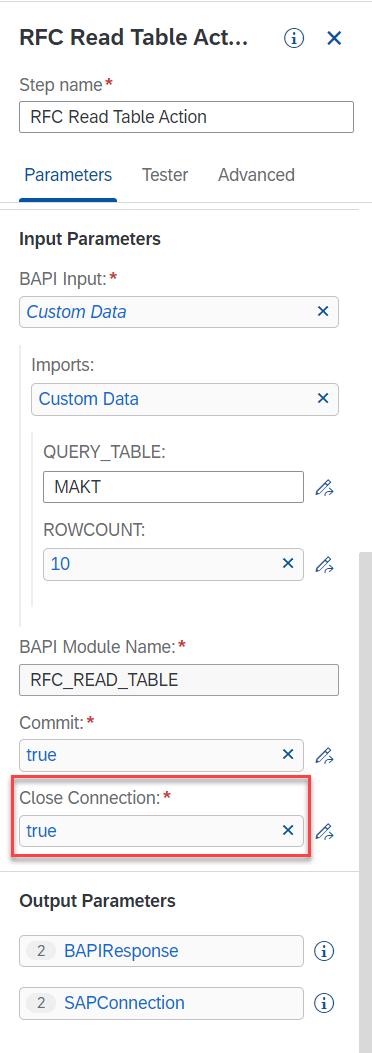 RFC Read Table Act...
Step name*
RFC Read Table Action
Parameters Tester Advanced
Input Parameters
BAPI Input:*
Custom Data
Imports:
Custom Data
QUERY_TABLE:
MAKT
ROWCOUNT:
10
BAPI Module Name:*
RFC_READ_TABLE
Commit:*
true
Close Connection:*
true
Output Parameters
2 BAPIResponse
2 SAPConnection